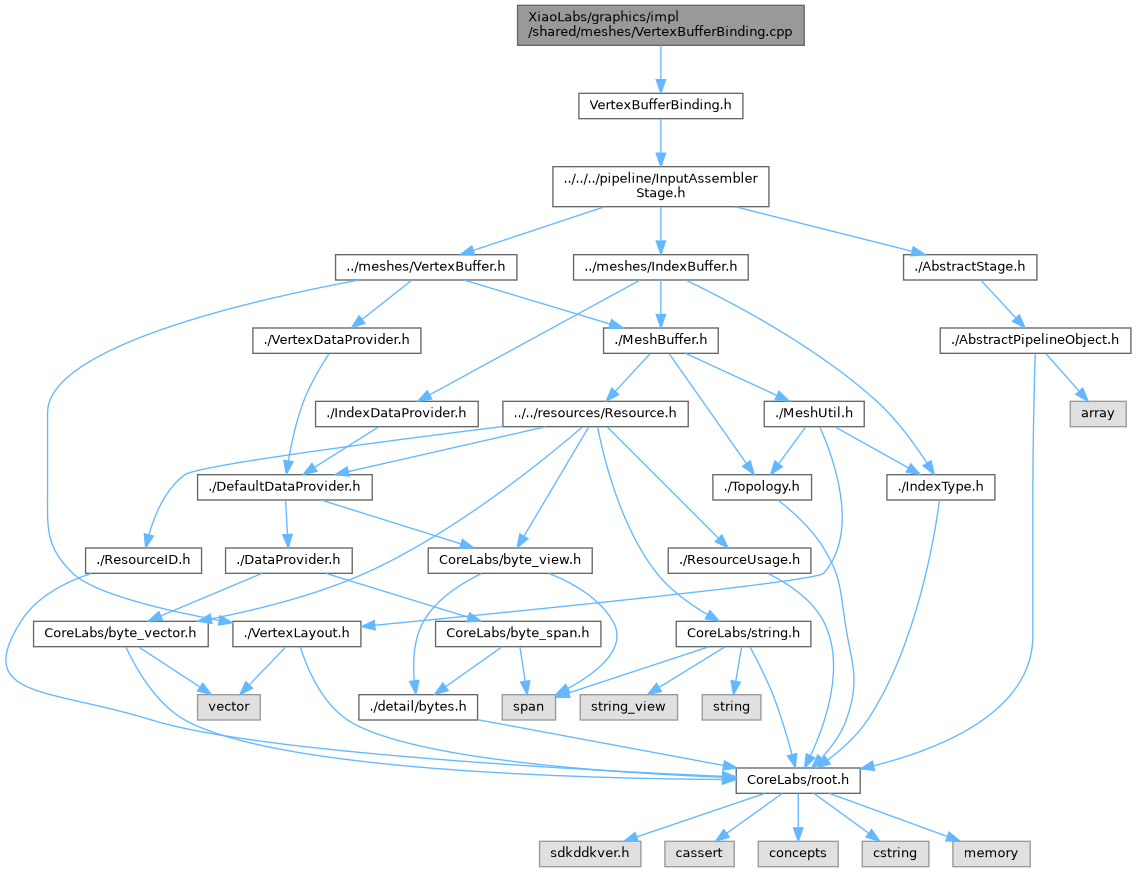 XiaoLabs/graphics/impl
/shared/meshes/VertexBufferBinding.cpp
VertexBufferBinding.h
../../../pipeline/InputAssembler
Stage.h
../meshes/VertexBuffer.h
../meshes/IndexBuffer.h
./AbstractStage.h
./VertexDataProvider.h
./MeshBuffer.h
./AbstractPipelineObject.h
./IndexDataProvider.h
../../resources/Resource.h
./MeshUtil.h
array
./DefaultDataProvider.h
./Topology.h
./IndexType.h
./ResourceID.h
./DataProvider.h
CoreLabs/byte_view.h
./ResourceUsage.h
CoreLabs/byte_vector.h
./VertexLayout.h
CoreLabs/byte_span.h
CoreLabs/string.h
vector
./detail/bytes.h
span
string_view
string
CoreLabs/root.h
sdkddkver.h
cassert
concepts
cstring
memory